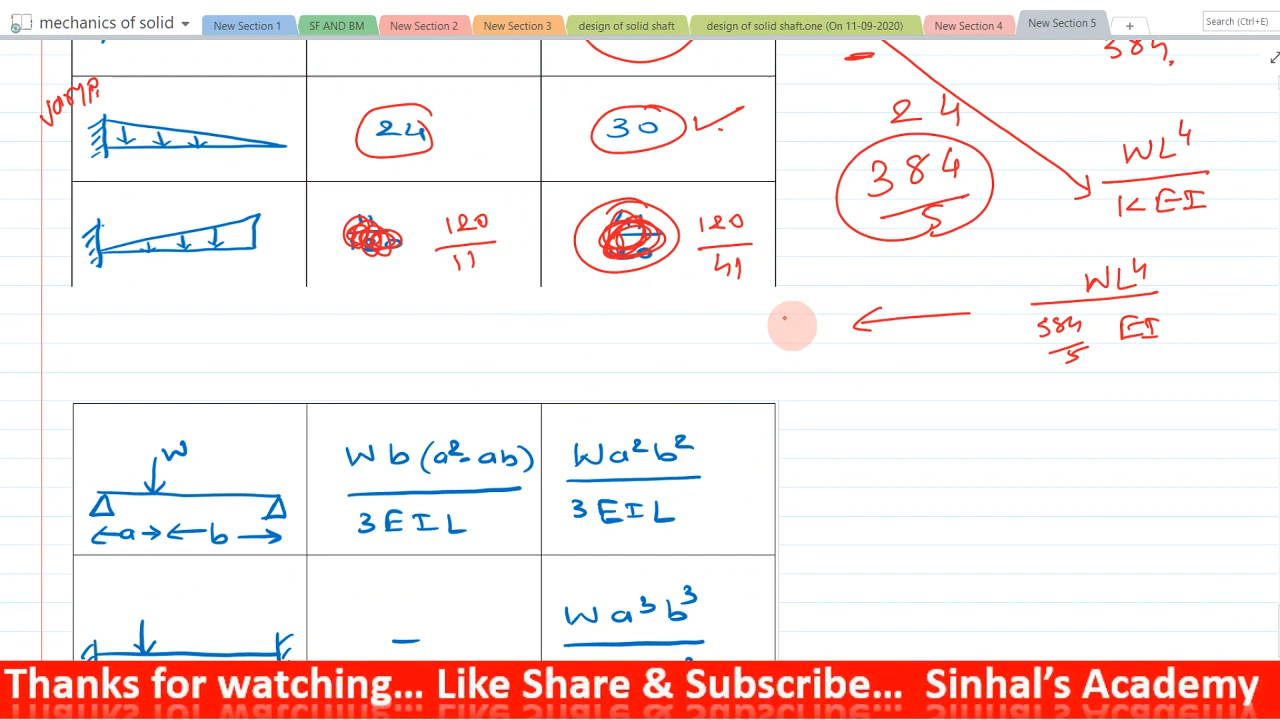 mechanics of solid
New Section 1
SF AND BM
New Section 2
New Section 3
design of solid shaft
design of solid shaft.one (On 11-09-2020)
New Section 4
New Section 5
Search (Ctrl+E)
384
24
30
24
384/5
WL⁴/KEI
120/11
120/41
WL⁴/(384/5 EI)
W
a
b
Wb(a²-ab)/3EIL
Wa²b²/3EIL
-
Wa³b³
Thanks for watching... Like Share & Subscribe... Sinhal's Academy